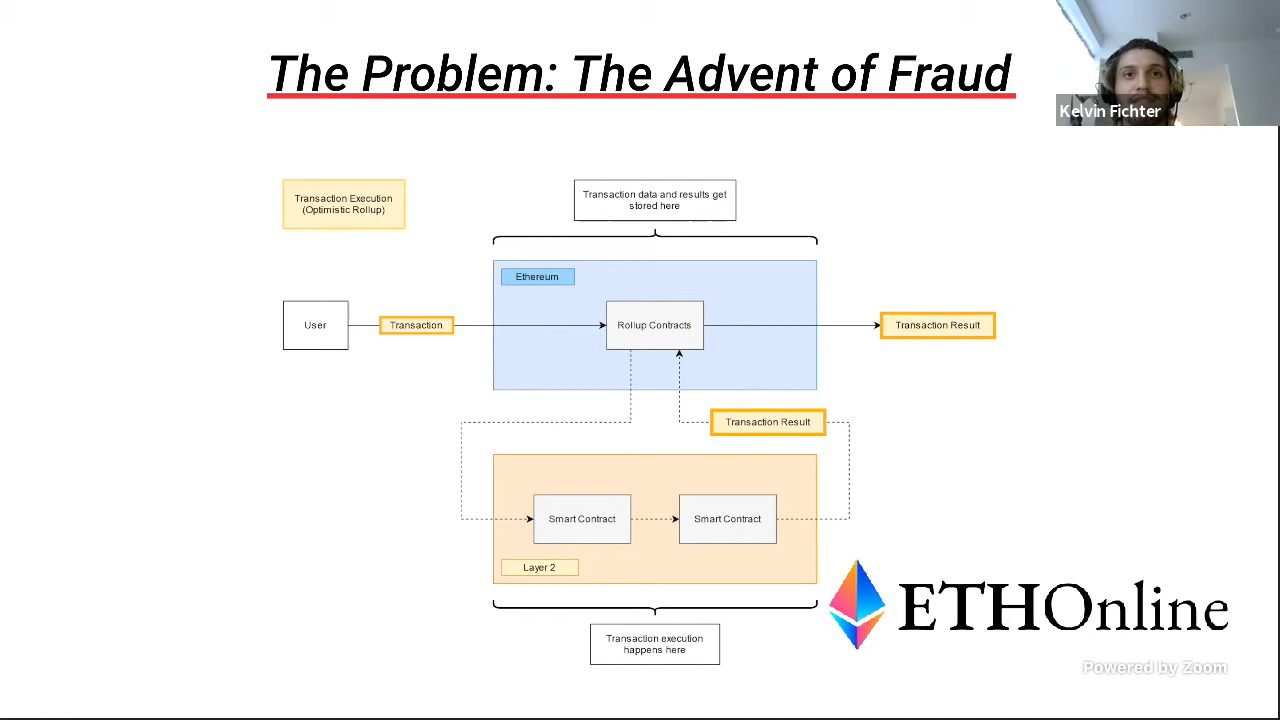 The Problem: The Advent of Fraud
Kelvin Fichter
Transaction Execution
(Optimistic Rollup)
Transaction data and results get
stored here
Ethereum
User
Transaction
Rollup Contracts
Transaction Result
Transaction Result
Smart Contract
Smart Contract
Layer 2
Transaction execution
happens here
ETHOnline
Powered by Zoom